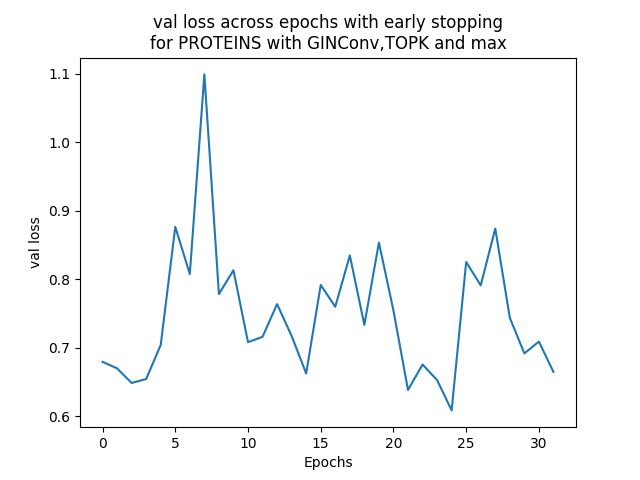 val loss across epochs with early stopping
for PROTEINS with GINConv,TOPK and max
1.1
1.0
0.9
0.8
0.7
0.6
val loss
0 5 10 15 20 25 30
Epochs